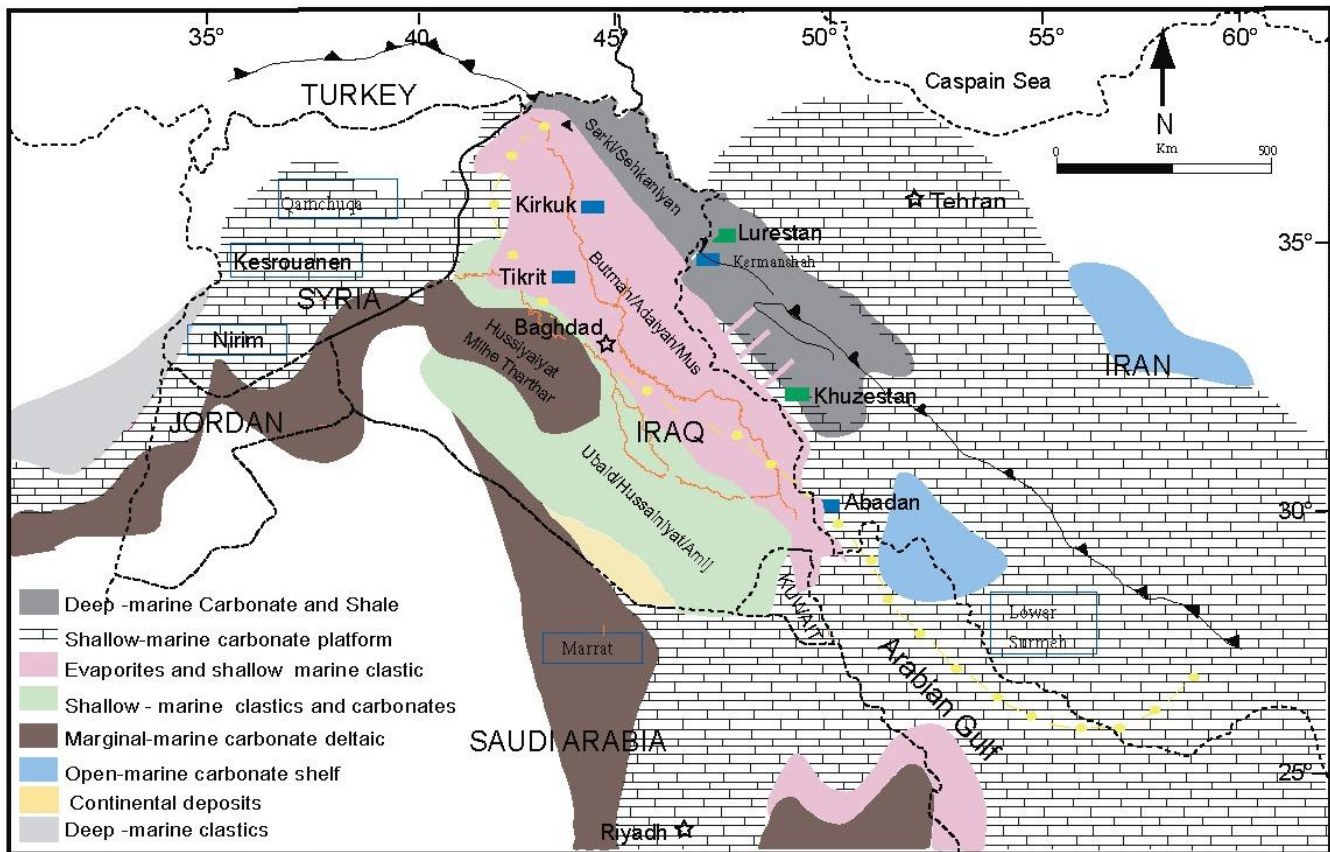 35°
40
45
50°
55°
60°
Caspain Sea
TURKEY
N
0
Km
500
Sarki/Sehkaniyan
Qamchuqa
Kirkuk
Tehran
Lurestan
35°
Kesrouanen
Kermanshah
Tikrit
Butmah/Adaiyah/Mus
SYRIA
Nirim
Baghdad
Hussiyaiyat
Milhe Tharthar
IRAN
Khuzestan
JORDAN
IRAQ
Ubaid/Hussainiyat/Amij
Abadan
30°
KUWAIT
Lower
Surmeh
Marrat
Arabian Gulf
SAUDI ARABIA
25°
Riyadh
Deep -marine Carbonate and Shale
Shallow-marine carbonate platform
Evaporites and shallow marine clastic
Shallow - marine clastics and carbonates
Marginal-marine carbonate deltaic
Open-marine carbonate shelf
Continental deposits
Deep -marine clastics